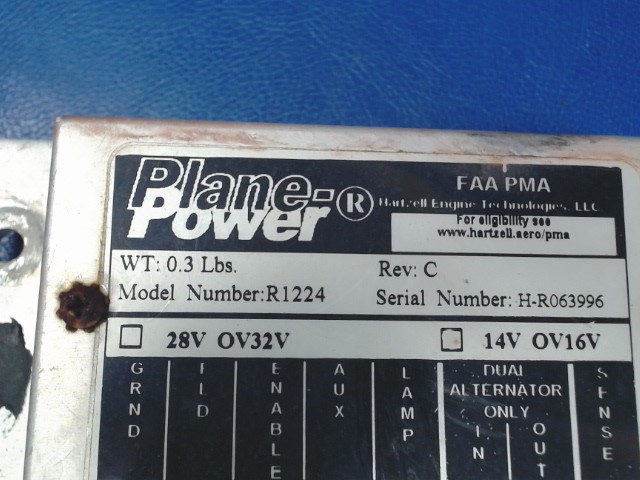 Plane-
Power ®
FAA PMA
Hartzell Engine Technologies, LLC
For eligibility see
www.hartzell.aero/pma
WT: 0.3 Lbs.
Rev: C
Model Number:R1224
Serial Number: H-R063996
28V OV32V
14V OV16V
GRND
FLD
ENABLE
AUX
LAMP
DUAL
ALTERNATOR
ONLY
IN
OUT
SENSE